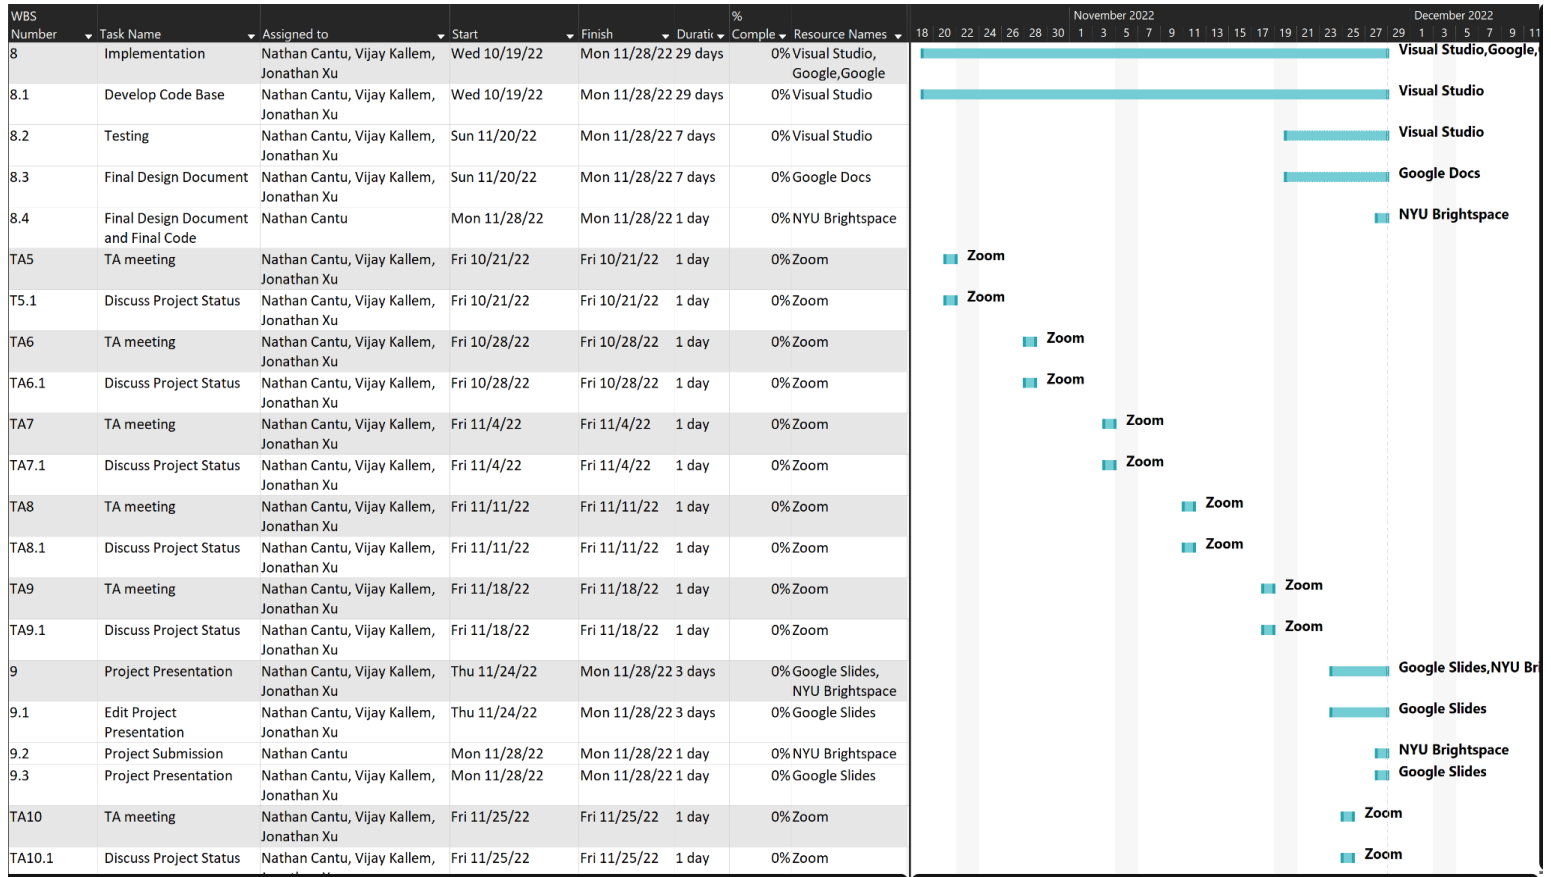 WBS Number Task Name Assigned to Start Finish Duratic % Comple Resource Names
November 2022 December 2022
18 20 22 24 26 28 30 1 3 5 7 9 11 13 15 17 19 21 23 25 27 29 1 3 5 7 9 11
8 Implementation Nathan Cantu, Vijay Kallem, Wed 10/19/22 Mon 11/28/22 29 days 0% Visual Studio, Visual Studio,Google,
Jonathan Xu Google,Google
8.1 Develop Code Base Nathan Cantu, Vijay Kallem, Wed 10/19/22 Mon 11/28/22 29 days 0% Visual Studio Visual Studio
Jonathan Xu
8.2 Testing Nathan Cantu, Vijay Kallem, Sun 11/20/22 Mon 11/28/22 7 days 0% Visual Studio Visual Studio
Jonathan Xu
8.3 Final Design Document Nathan Cantu, Vijay Kallem, Sun 11/20/22 Mon 11/28/22 7 days 0% Google Docs Google Docs
Jonathan Xu
8.4 Final Design Document Nathan Cantu Mon 11/28/22 Mon 11/28/22 1 day 0% NYU Brightspace NYU Brightspace
and Final Code
TA5 TA meeting Nathan Cantu, Vijay Kallem, Fri 10/21/22 Fri 10/21/22 1 day 0% Zoom Zoom
Jonathan Xu
T5.1 Discuss Project Status Nathan Cantu, Vijay Kallem, Fri 10/21/22 Fri 10/21/22 1 day 0% Zoom Zoom
Jonathan Xu
TA6 TA meeting Nathan Cantu, Vijay Kallem, Fri 10/28/22 Fri 10/28/22 1 day 0% Zoom Zoom
Jonathan Xu
TA6.1 Discuss Project Status Nathan Cantu, Vijay Kallem, Fri 10/28/22 Fri 10/28/22 1 day 0% Zoom Zoom
Jonathan Xu
TA7 TA meeting Nathan Cantu, Vijay Kallem, Fri 11/4/22 Fri 11/4/22 1 day 0% Zoom Zoom
Jonathan Xu
TA7.1 Discuss Project Status Nathan Cantu, Vijay Kallem, Fri 11/4/22 Fri 11/4/22 1 day 0% Zoom Zoom
Jonathan Xu
TA8 TA meeting Nathan Cantu, Vijay Kallem, Fri 11/11/22 Fri 11/11/22 1 day 0% Zoom Zoom
Jonathan Xu
TA8.1 Discuss Project Status Nathan Cantu, Vijay Kallem, Fri 11/11/22 Fri 11/11/22 1 day 0% Zoom Zoom
Jonathan Xu
TA9 TA meeting Nathan Cantu, Vijay Kallem, Fri 11/18/22 Fri 11/18/22 1 day 0% Zoom Zoom
Jonathan Xu
TA9.1 Discuss Project Status Nathan Cantu, Vijay Kallem, Fri 11/18/22 Fri 11/18/22 1 day 0% Zoom Zoom
Jonathan Xu
9 Project Presentation Nathan Cantu, Vijay Kallem, Thu 11/24/22 Mon 11/28/22 3 days 0% Google Slides, Google Slides,NYU Bri
Jonathan Xu NYU Brightspace
9.1 Edit Project Nathan Cantu, Vijay Kallem, Thu 11/24/22 Mon 11/28/22 3 days 0% Google Slides Google Slides
Presentation Jonathan Xu
9.2 Project Submission Nathan Cantu Mon 11/28/22 Mon 11/28/22 1 day 0% NYU Brightspace NYU Brightspace
9.3 Project Presentation Nathan Cantu, Vijay Kallem, Mon 11/28/22 Mon 11/28/22 1 day 0% Google Slides Google Slides
Jonathan Xu
TA10 TA meeting Nathan Cantu, Vijay Kallem, Fri 11/25/22 Fri 11/25/22 1 day 0% Zoom Zoom
Jonathan Xu
TA10.1 Discuss Project Status Nathan Cantu, Vijay Kallem, Fri 11/25/22 Fri 11/25/22 1 day 0% Zoom Zoom